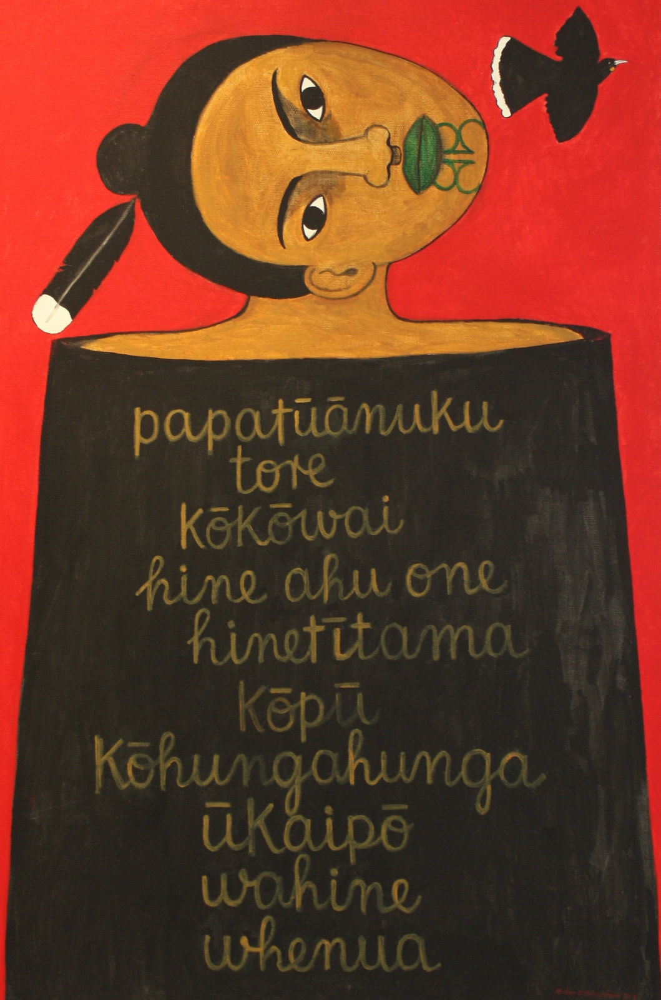 papatūānuku
tore
kōkōwai
hine ahu one
hinetītama
kōpū
kōhungahunga
ūkaipō
wahine
whenua